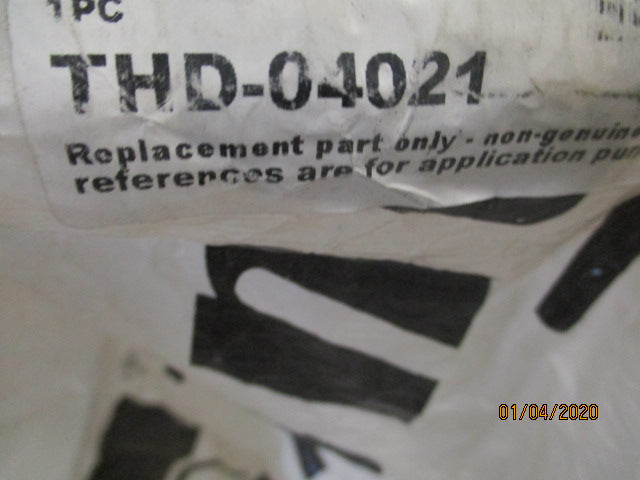 1PC
THD-04021
Replacement part only - non-genuine
references are for application
01/04/2020